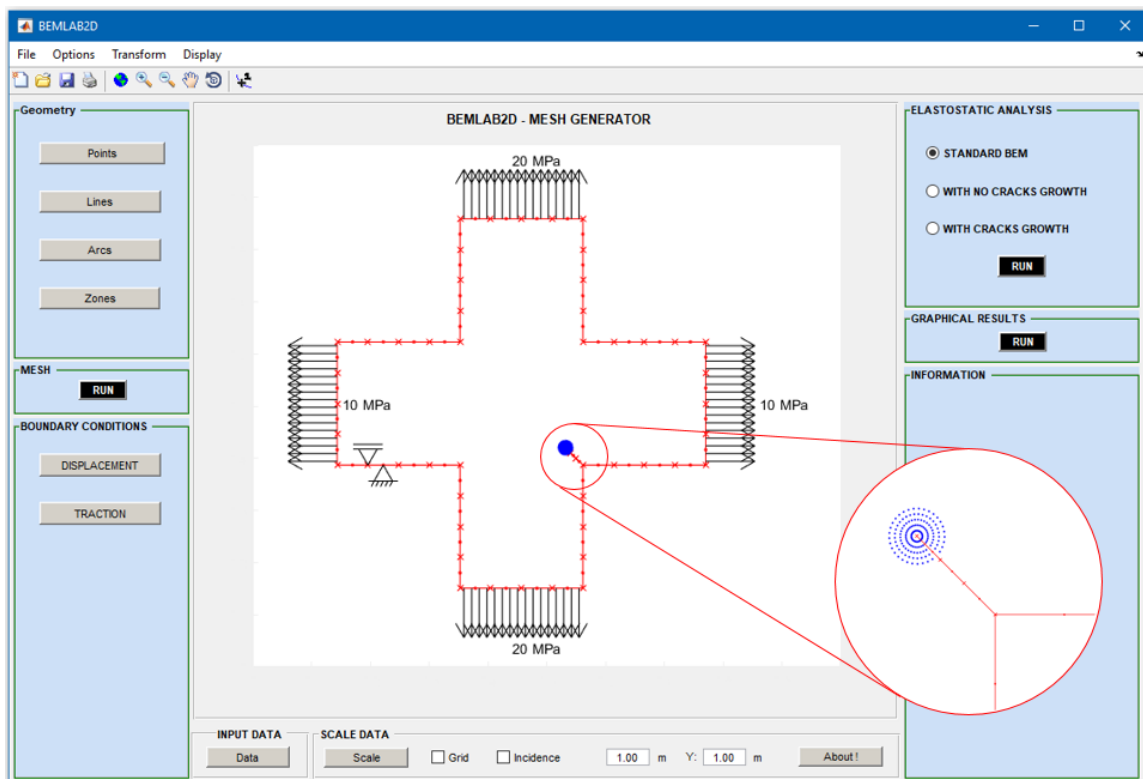 BEMLAB2D
File Options Transform Display
Geometry
Points
Lines
Arcs
Zones
MESH
RUN
BOUNDARY CONDITIONS
DISPLACEMENT
TRACTION
BEMLAB2D - MESH GENERATOR
20 MPa
10 MPa
10 MPa
20 MPa
ELASTOSTATIC ANALYSIS
STANDARD BEM
WITH NO CRACKS GROWTH
WITH CRACKS GROWTH
RUN
GRAPHICAL RESULTS
RUN
INFORMATION
INPUT DATA
Data
SCALE DATA
Scale Grid Incidence 1.00 m Y: 1.00 m About !